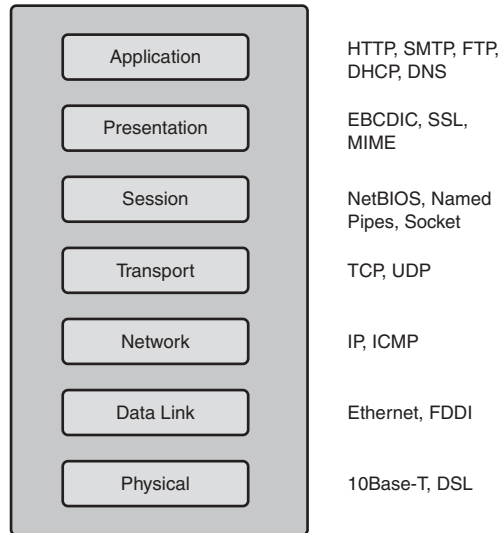 Application
HTTP, SMTP, FTP,
DHCP, DNS
Presentation
EBCDIC, SSL,
MIME
Session
NetBIOS, Named
Pipes, Socket
Transport
TCP, UDP
Network
IP, ICMP
Data Link
Ethernet, FDDI
Physical
10Base-T, DSL